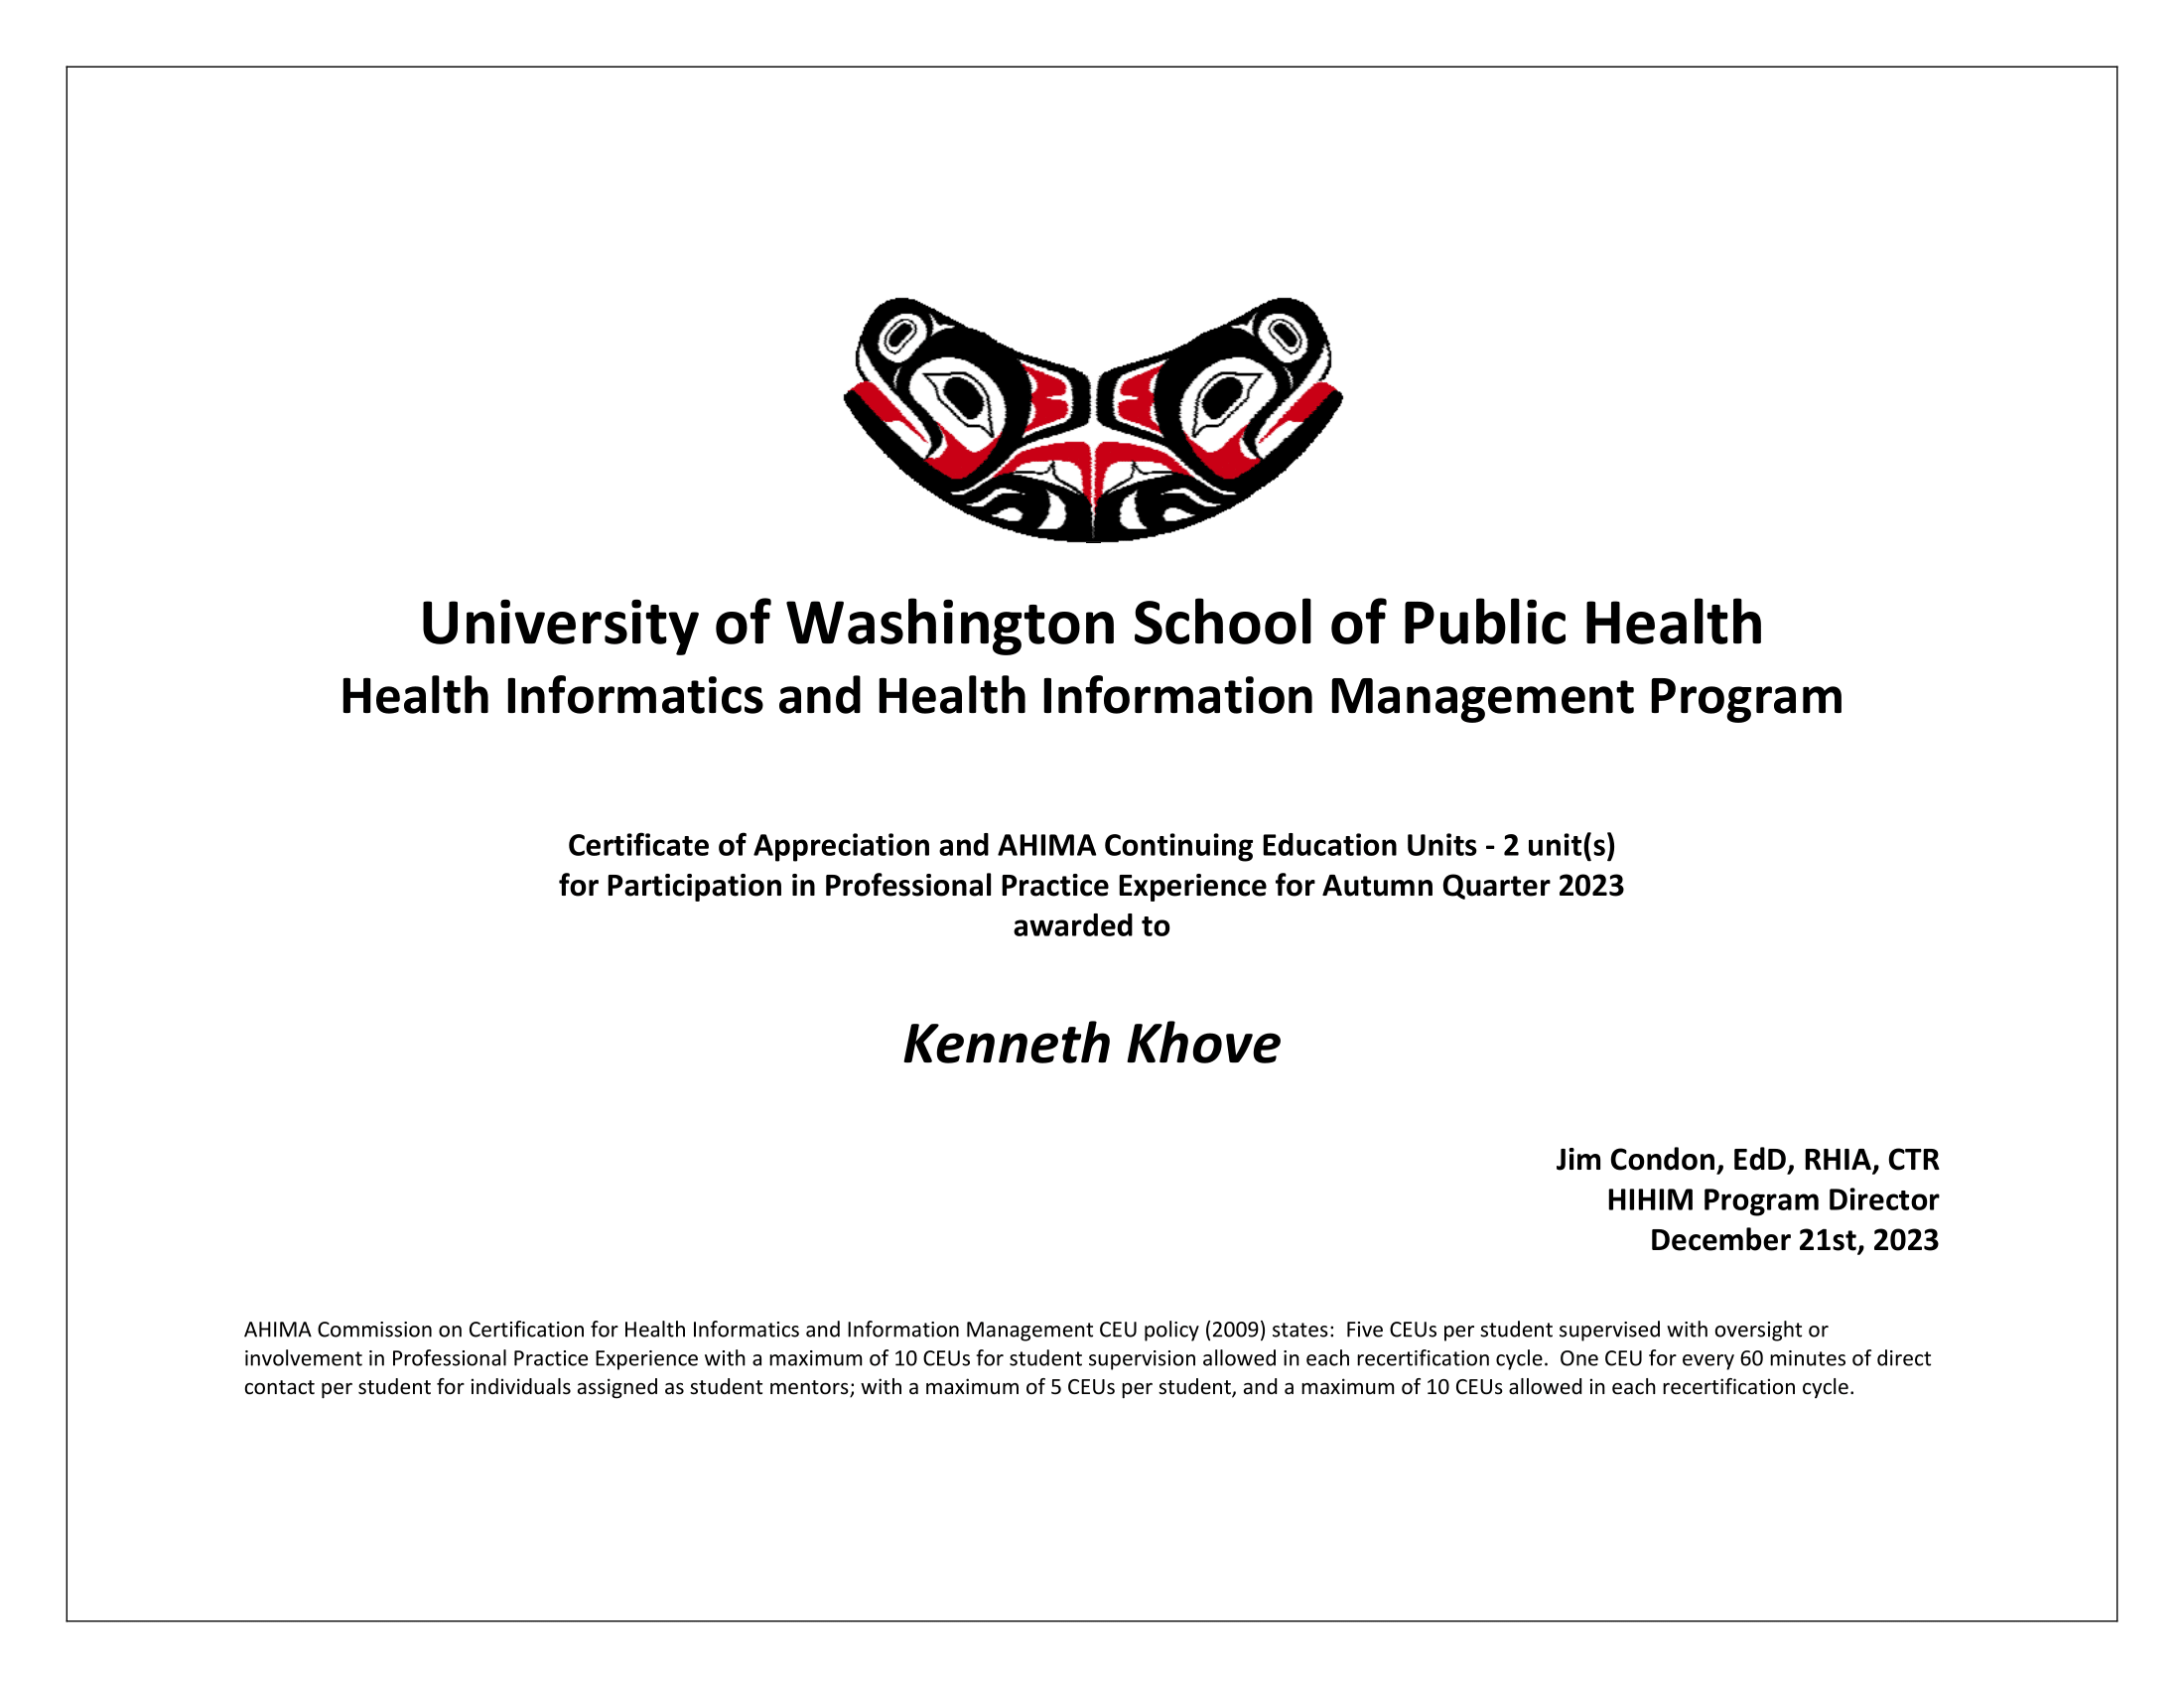 University of Washington School of Public Health
Health Informatics and Health Information Management Program
Certificate of Appreciation and AHIMA Continuing Education Units - 2 unit(s)
for Participation in Professional Practice Experience for Autumn Quarter 2023
awarded to
Kenneth Khove
Jim Condon, EdD, RHIA, CTR
HIHIM Program Director
December 21st, 2023
AHIMA Commission on Certification for Health Informatics and Information Management CEU policy (2009) states:  Five CEUs per student supervised with oversight or
involvement in Professional Practice Experience with a maximum of 10 CEUs for student supervision allowed in each recertification cycle.  One CEU for every 60 minutes of direct
contact per student for individuals assigned as student mentors; with a maximum of 5 CEUs per student, and a maximum of 10 CEUs allowed in each recertification cycle.